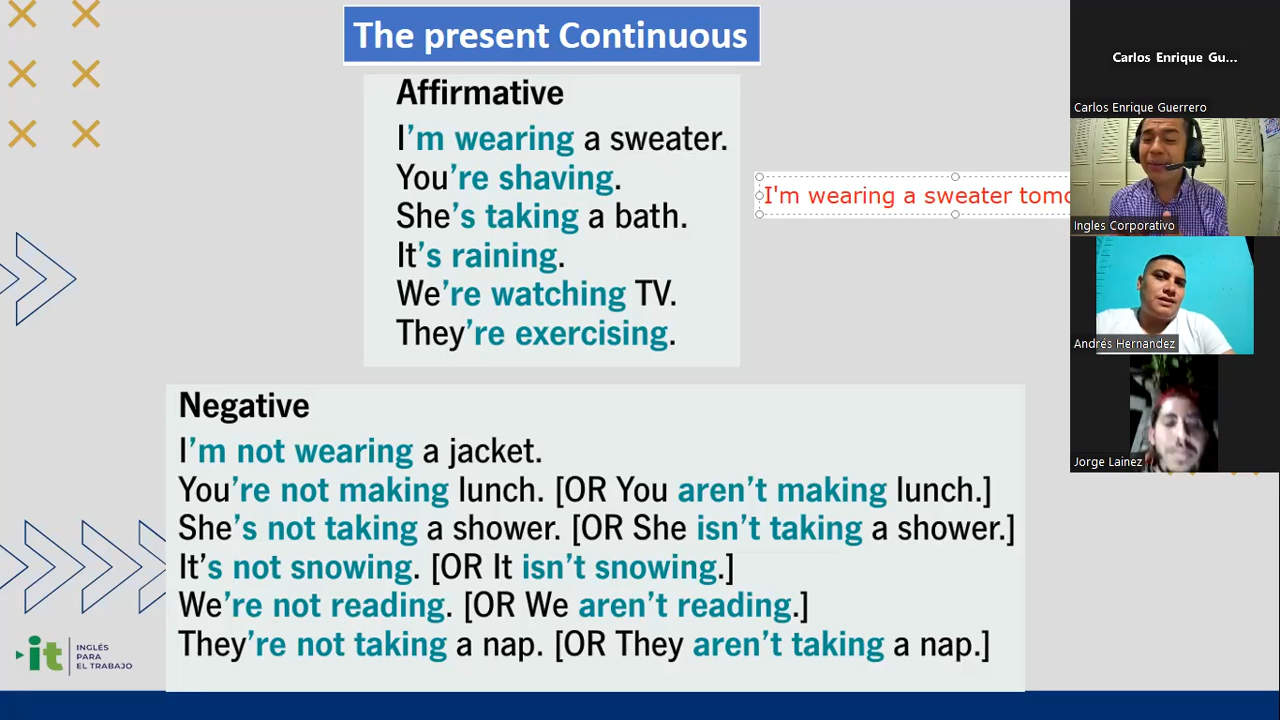 The present Continuous
Affirmative
I'm wearing a sweater.
You're shaving.
She's taking a bath.
It's raining.
We're watching TV.
They're exercising.
I'm wearing a sweater tomo
Negative
I'm not wearing a jacket.
You're not making lunch. [OR You aren't making lunch.]
She's not taking a shower. [OR She isn't taking a shower.]
It's not snowing. [OR It isn't snowing.]
We're not reading. [OR We aren't reading.]
They're not taking a nap. [OR They aren't taking a nap.]
it
INGLÉS
PARA
EL TRABAJO
Carlos Enrique Gu...
Carlos Enrique Guerrero
Ingles Corporativo
Andrés Hernandez
Jorge Lainez